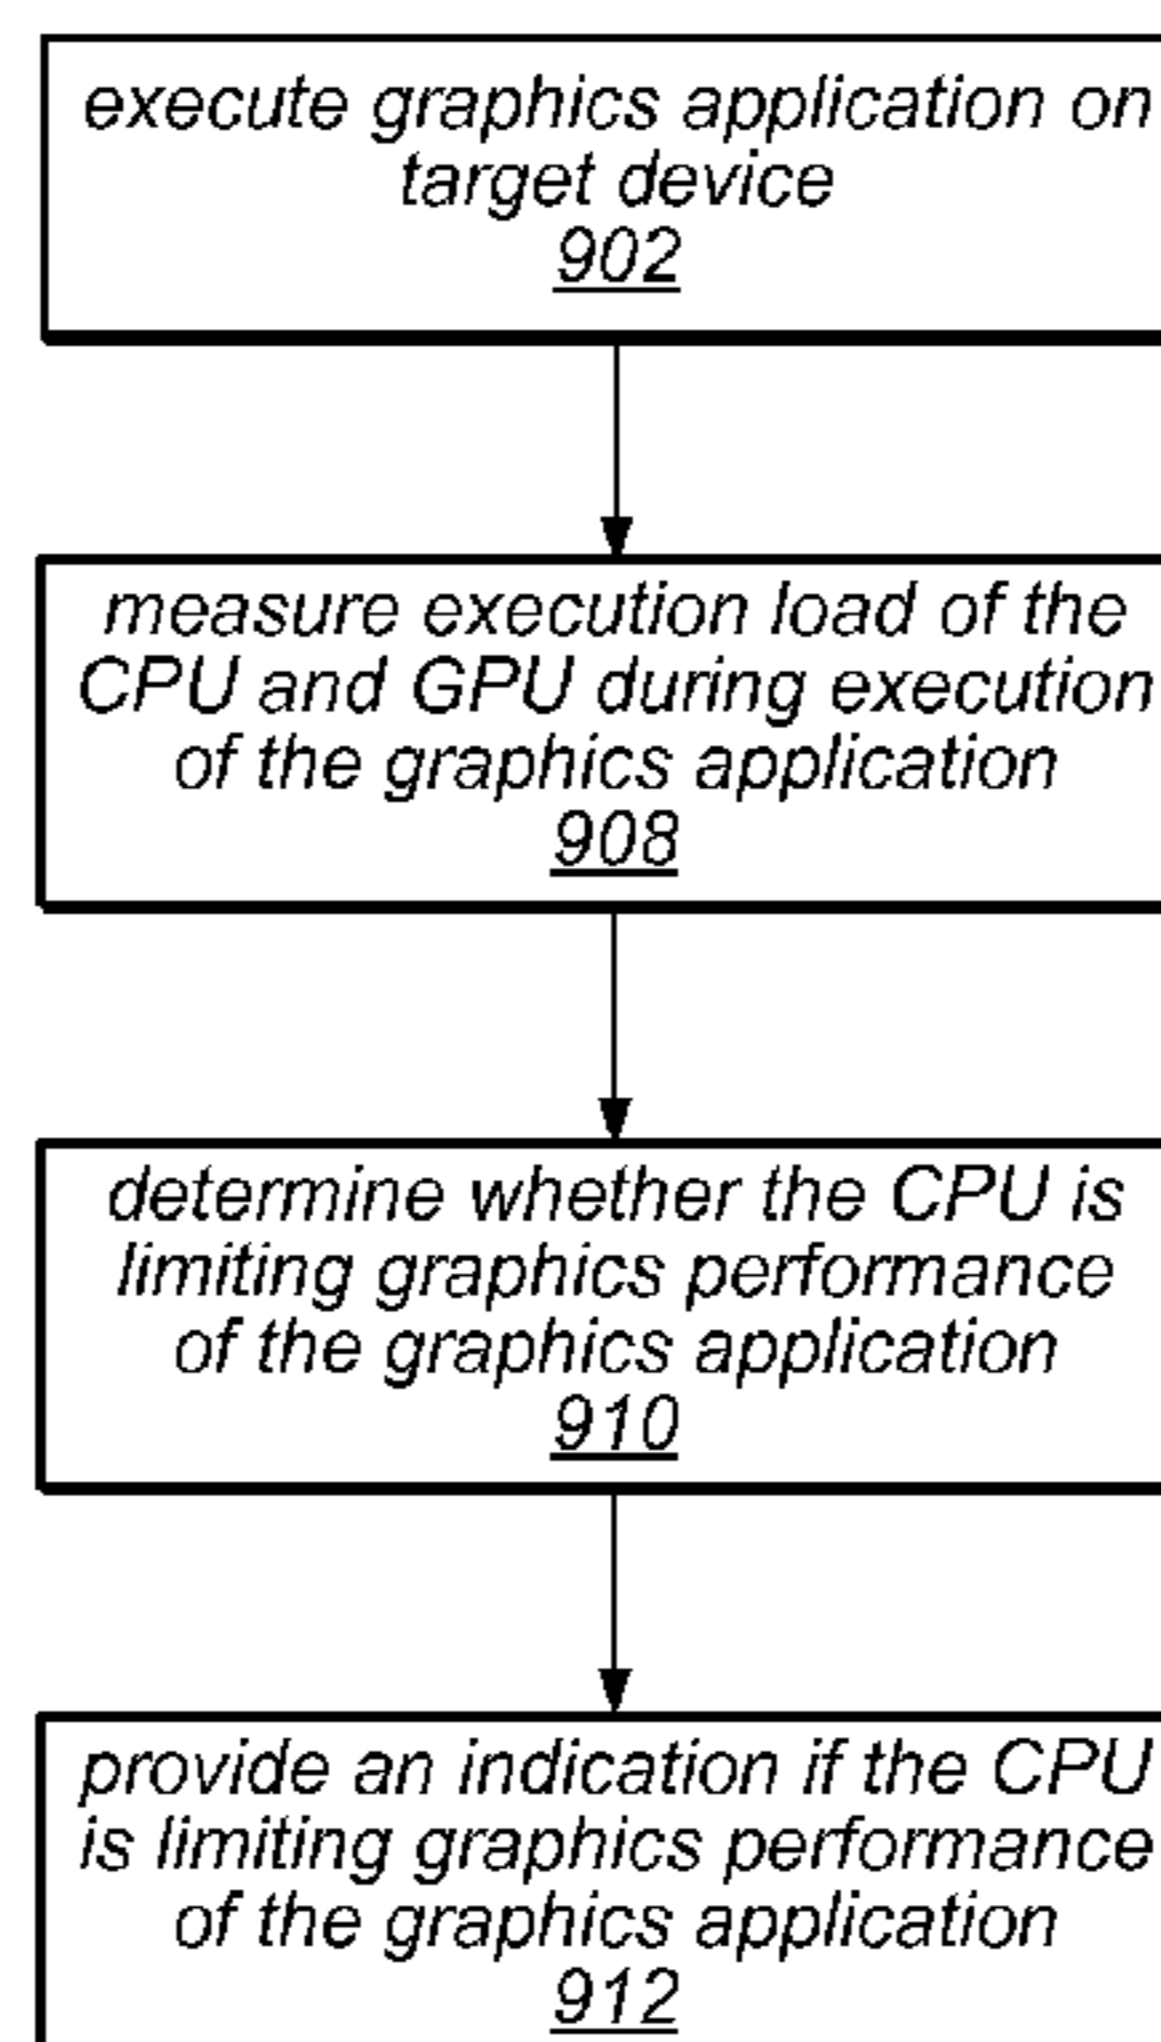 execute graphics application on
target device
902
measure execution load of the
CPU and GPU during execution
of the graphics application
908
determine whether the CPU is
limiting graphics performance
of the graphics application
910
provide an indication if the CPU
is limiting graphics performance
of the graphics application
912